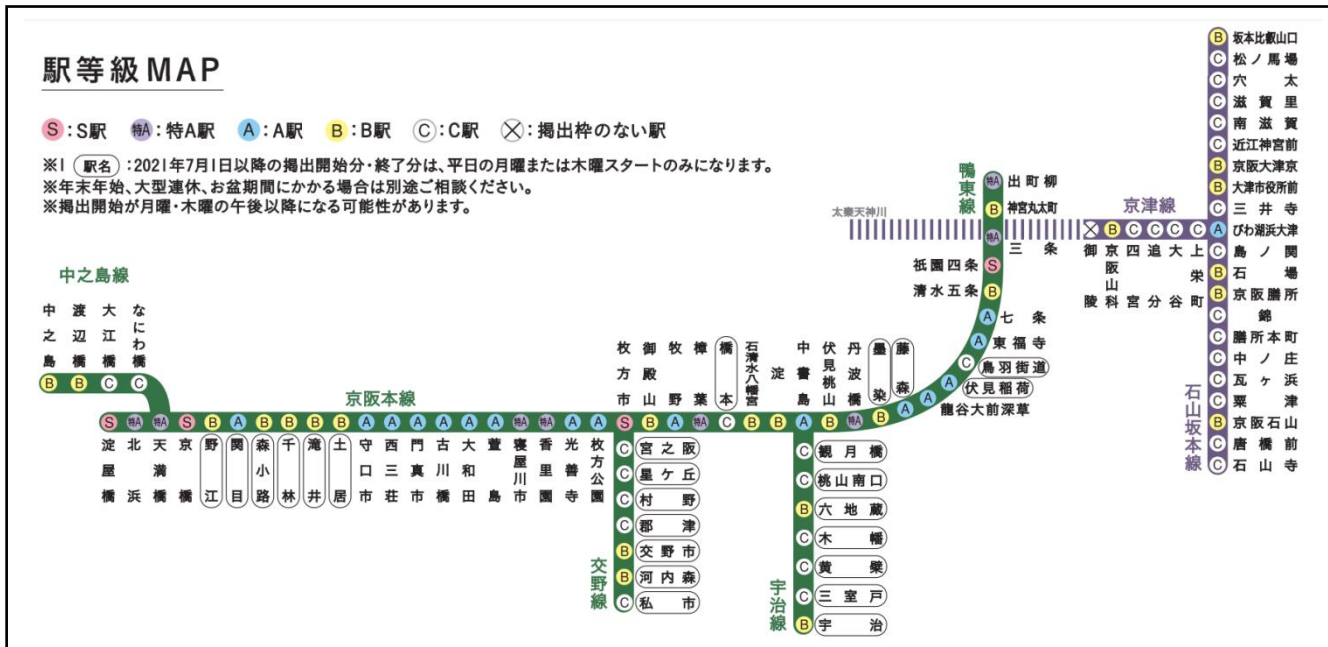 駅等級MAP
S:S駅 特A:特A駅 A:A駅 B:B駅 C:C駅 :掲出枠のない駅
※1 駅名:2021年7月1日以降の掲出開始分・終了分は、平日の月曜または木曜スタートのみになります。
※年末年始、大型連休、お盆期間にかかる場合は別途ご相談ください。
※掲出開始が月曜・木曜の午後以降になる可能性があります。
中之島線
B 中之島
B 渡辺橋
C 大江橋
C なにわ橋
京阪本線
S 淀屋橋
特A 北浜
特A 天満橋
S 京橋
B 野江
A 関目
B 森小路
B 千林
B 滝井
B 土居
A 守口市
A 西三荘
A 門真市
A 古川橋
A 大和田
A 萱島
特A 寝屋川市
特A 香里園
A 光善寺
A 枚方公園
S 枚方市
B 御殿山
A 牧野
特A 樟葉
C 橋本
B 石清水八幡宮
B 淀
A 中書島
B 伏見桃山
特A 丹波橋
B 墨染
A 藤森
A 龍谷大前深草
A 伏見稲荷
C 鳥羽街道
A 東福寺
A 七条
B 清水五条
S 祇園四条
特A 三条
鴨東線
B 神宮丸太町
特A 出町柳
交野線
C 宮之阪
C 星ケ丘
C 村野
C 郡津
B 交野市
B 河内森
C 私市
宇治線
C 観月橋
C 桃山南口
B 六地蔵
C 木幡
C 黄檗
C 三室戸
B 宇治
太秦天神川
京津線
御陵
B 京阪山科
C 四宮
C 追分
C 大谷
C 上栄町
石山坂本線
B 坂本比叡山口
C 松ノ馬場
C 穴太
C 滋賀里
C 南滋賀
C 近江神宮前
B 京阪大津京
B 大津市役所前
C 三井寺
A びわ湖浜大津
C 島ノ関
B 石場
B 京阪膳所
C 錦
C 膳所本町
C 中ノ庄
C 瓦ヶ浜
C 粟津
B 京阪石山
C 唐橋前
C 石山寺